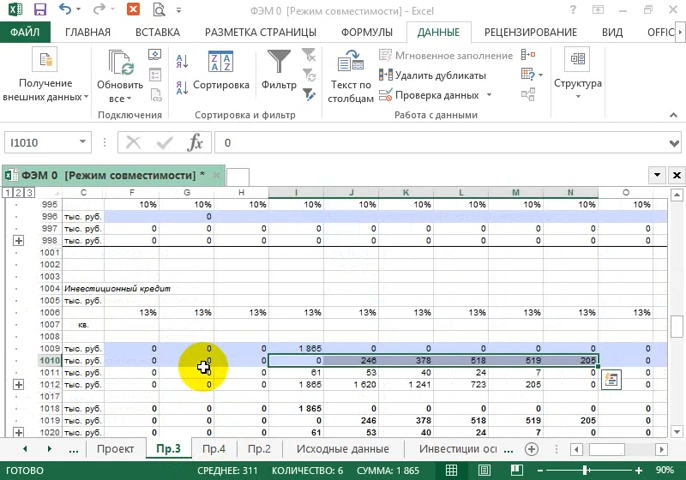 ФЭМ 0 [Режим совместимости] - Excel
ФАЙЛ ГЛАВНАЯ ВСТАВКА РАЗМЕТКА СТРАНИЦЫ ФОРМУЛЫ ДАННЫЕ РЕЦЕНЗИРОВАНИЕ ВИД OFFIC
Получение внешних данных
Обновить все
Подключения
Сортировка
Фильтр
Сортировка и фильтр
Текст по столбцам
Мгновенное заполнение
Удалить дубликаты
Проверка данных
Работа с данными
Структура
I1010 fx 0
ФЭМ 0 [Режим совместимости] *
1 2 3 C F G H I J K L M N O
995 10% 10% 10% 10% 10% 10% 10% 10% 10% 10%
996 тыс. руб. 0
997 тыс. руб. 0 0 0 0 0 0 0 0 0 0
998 тыс. руб. 0 0 0 0 0 0 0 0 0 0
1001
1002
1003
1004 Инвестиционный кредит
1005 тыс. руб.
1006 13% 13% 13% 13% 13% 13% 13% 13% 13% 13%
1007 кв.
1008
1009 тыс. руб. 0 0 0 1 865
1010 тыс. руб. 0 0 0 0 246 378 518 519 205 0
1011 тыс. руб. 0 0 0 61 53 40 24 7 0 0
1012 тыс. руб. 0 0 0 1 865 1 620 1 241 723 205 0 0
1017
1018 тыс. руб. 0 0 0 1 865 0 0 0 0 0 0
1019 тыс. руб. 0 0 0 0 246 378 518 519 205 0
1020 тыс. руб. 0 0 0 61 53 40 24 7 0 0
... Проект Пр.3 Пр.4 Пр.2 Исходные данные Инвестиции осн ...
ГОТОВО СРЕДНЕЕ: 311 КОЛИЧЕСТВО: 6 СУММА: 1 865 90%